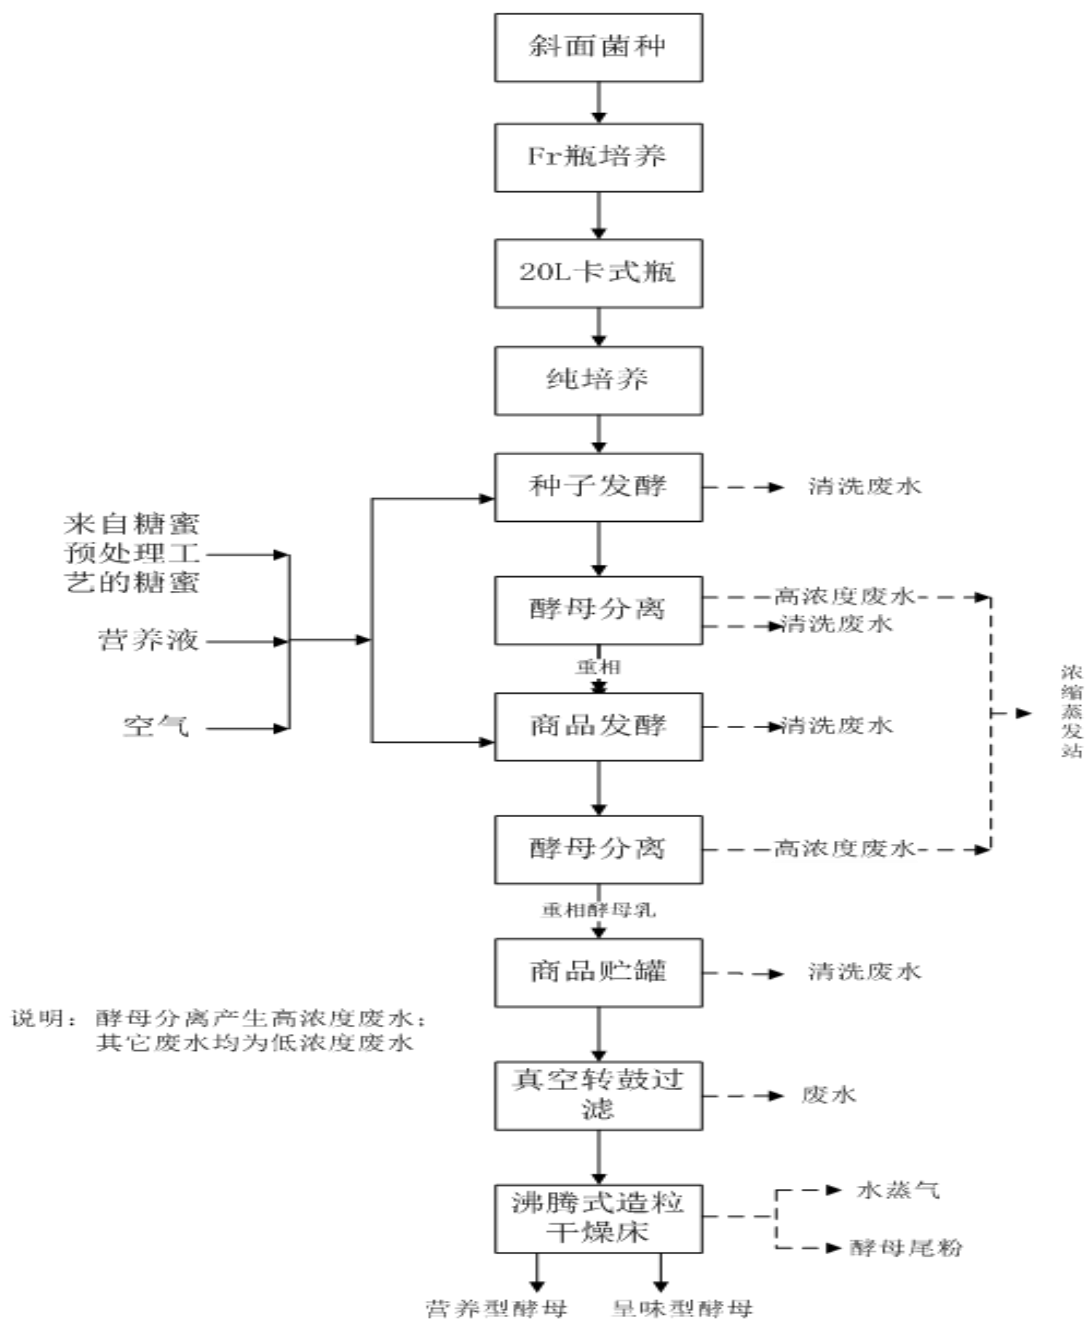 斜面菌种
Fr瓶培养
20L卡式瓶
纯培养
种子发酵
清洗废水
来自糖蜜
预处理工
艺的糖蜜
营养液
空气
酵母分离
高浓度废水
清洗废水
重相
商品发酵
清洗废水
浓
缩
蒸
发
站
酵母分离
高浓度废水
重相酵母乳
商品贮罐
清洗废水
说明：酵母分离产生高浓度废水；
其它废水均为低浓度废水
真空转鼓过
滤
废水
沸腾式造粒
干燥床
水蒸气
酵母尾粉
营养型酵母
呈味型酵母